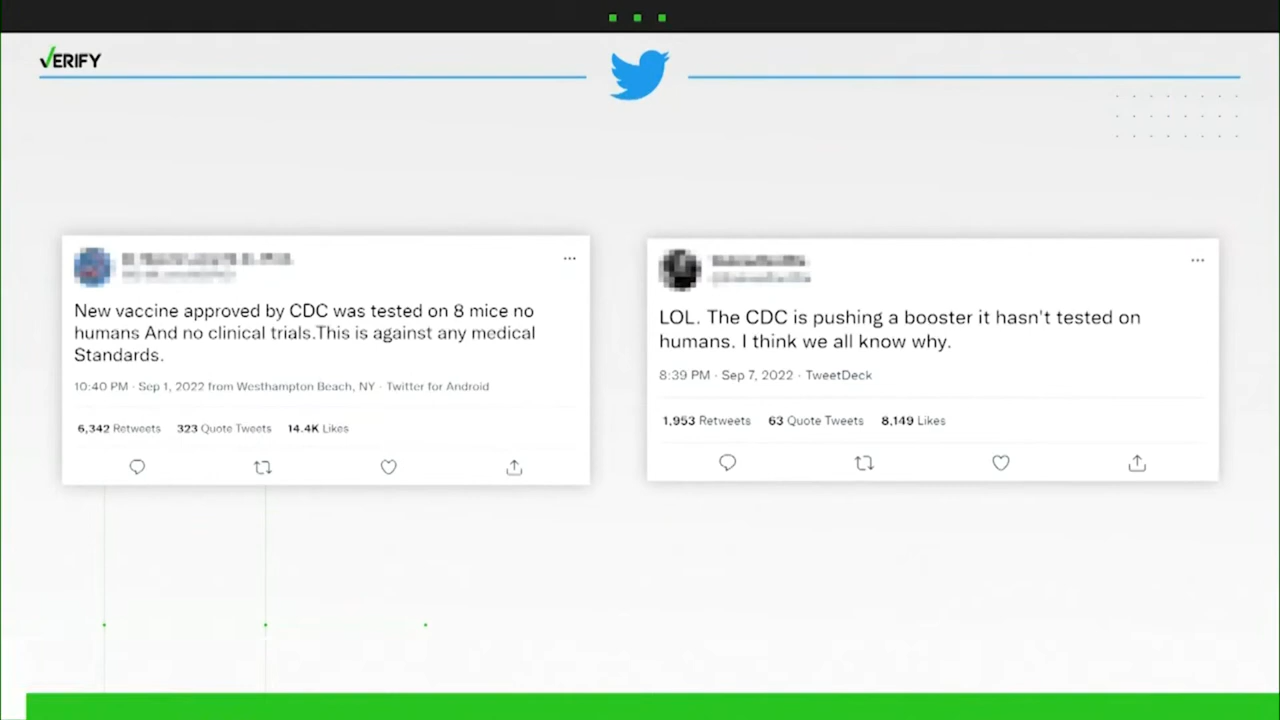 VERIFY
New vaccine approved by CDC was tested on 8 mice no
humans And no clinical trials.This is against any medical
Standards.
10:40 PM · Sep 1, 2022 from Westhampton Beach, NY · Twitter for Android
6,342 Retweets 323 Quote Tweets 14.4K Likes
LOL. The CDC is pushing a booster it hasn't tested on
humans. I think we all know why.
8:39 PM · Sep 7, 2022 · TweetDeck
1,953 Retweets 63 Quote Tweets 8,149 Likes